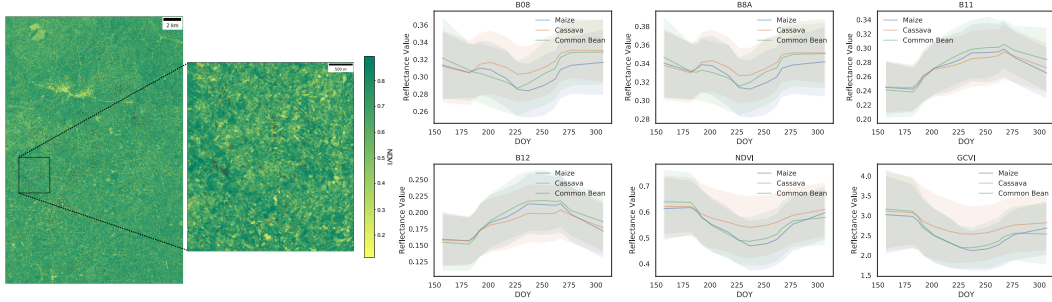 2 km
500 m
0.8
0.7
0.6
0.5
0.4
0.3
0.2
NDVI
B08
Reflectance Value
0.36
0.34
0.32
0.30
0.28
0.26
Maize
Cassava
Common Bean
150 175 200 225 250 275 300
DOY
B8A
Reflectance Value
0.38
0.36
0.34
0.32
0.30
0.28
Maize
Cassava
Common Bean
150 175 200 225 250 275 300
DOY
B11
Reflectance Value
0.34
0.32
0.30
0.28
0.26
0.24
0.22
0.20
Maize
Cassava
Common Bean
150 175 200 225 250 275 300
DOY
B12
Reflectance Value
0.250
0.225
0.200
0.175
0.150
0.125
Maize
Cassava
Common Bean
150 175 200 225 250 275 300
DOY
NDVI
Reflectance Value
0.7
0.6
0.5
0.4
Maize
Cassava
Common Bean
150 175 200 225 250 275 300
DOY
GCVI
Reflectance Value
4.0
3.5
3.0
2.5
2.0
1.5
Maize
Cassava
Common Bean
150 175 200 225 250 275 300
DOY